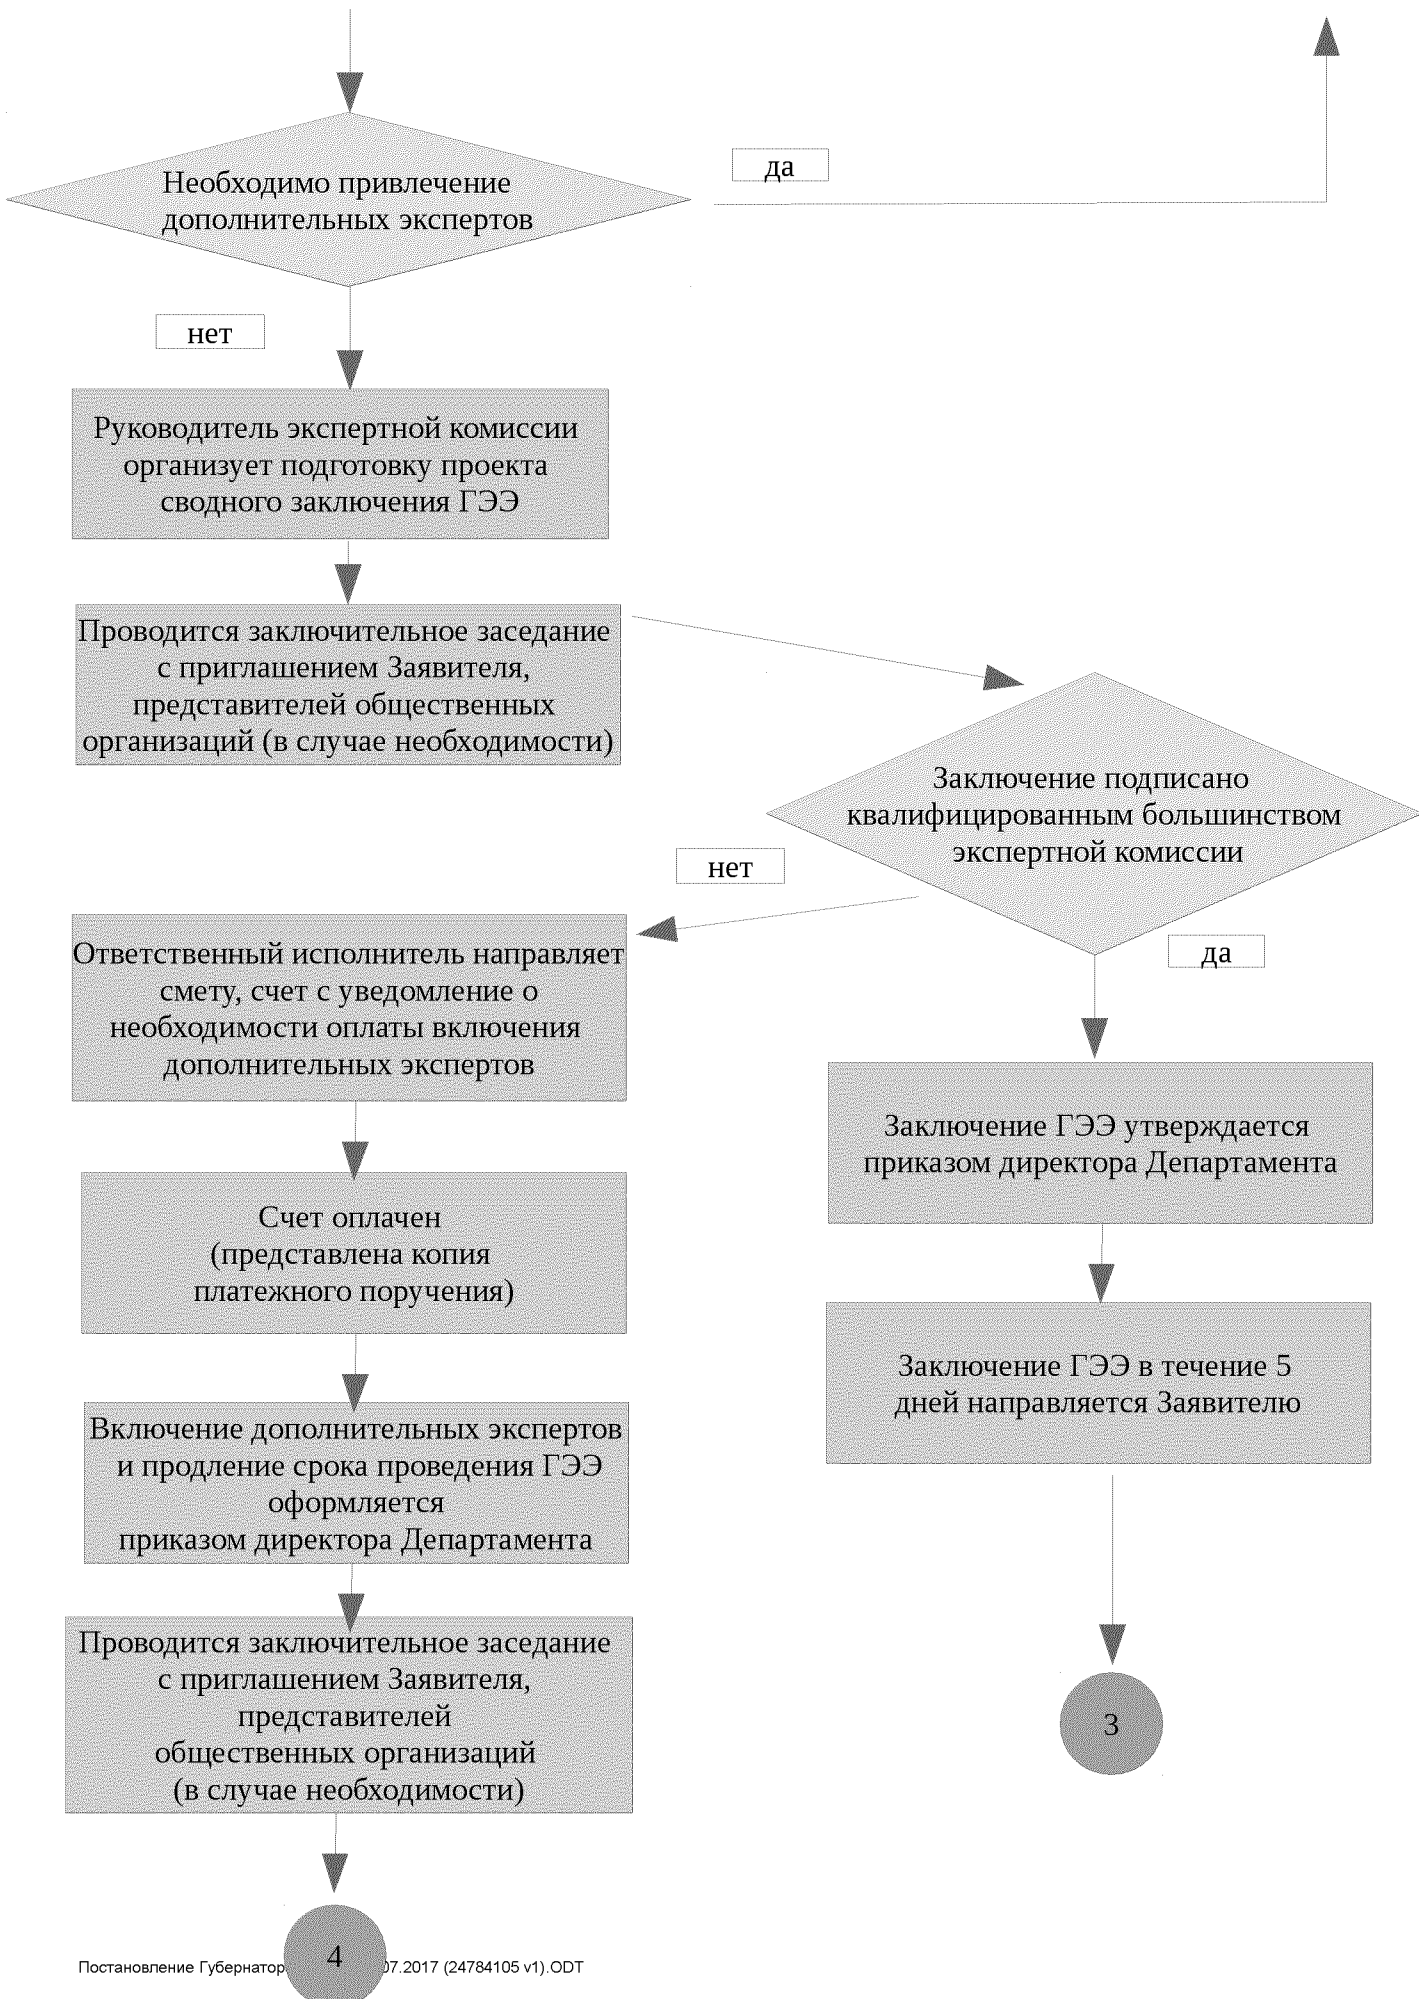 да
Необходимо привлечение
дополнительных экспертов
нет
Руководитель экспертной комиссии
организует подготовку проекта
сводного заключения ГЭЭ
Проводится заключительное заседание
с приглашением Заявителя,
представителей общественных
организаций (в случае необходимости)
Заключение подписано
квалифицированным большинством
экспертной комиссии
нет
да
Ответственный исполнитель направляет
смету, счет с уведомление о
необходимости оплаты включения
дополнительных экспертов
Заключение ГЭЭ утверждается
приказом директора Департамента
Счет оплачен
(представлена копия
платежного поручения)
Заключение ГЭЭ в течение 5
дней направляется Заявителю
Включение дополнительных экспертов
и продление срока проведения ГЭЭ
оформляется
приказом директора Департамента
Проводится заключительное заседание
с приглашением Заявителя,
представителей
общественных организаций
(в случае необходимости)
3
4
Постановление Губернатор 07.2017 (24784105 v1).ODT